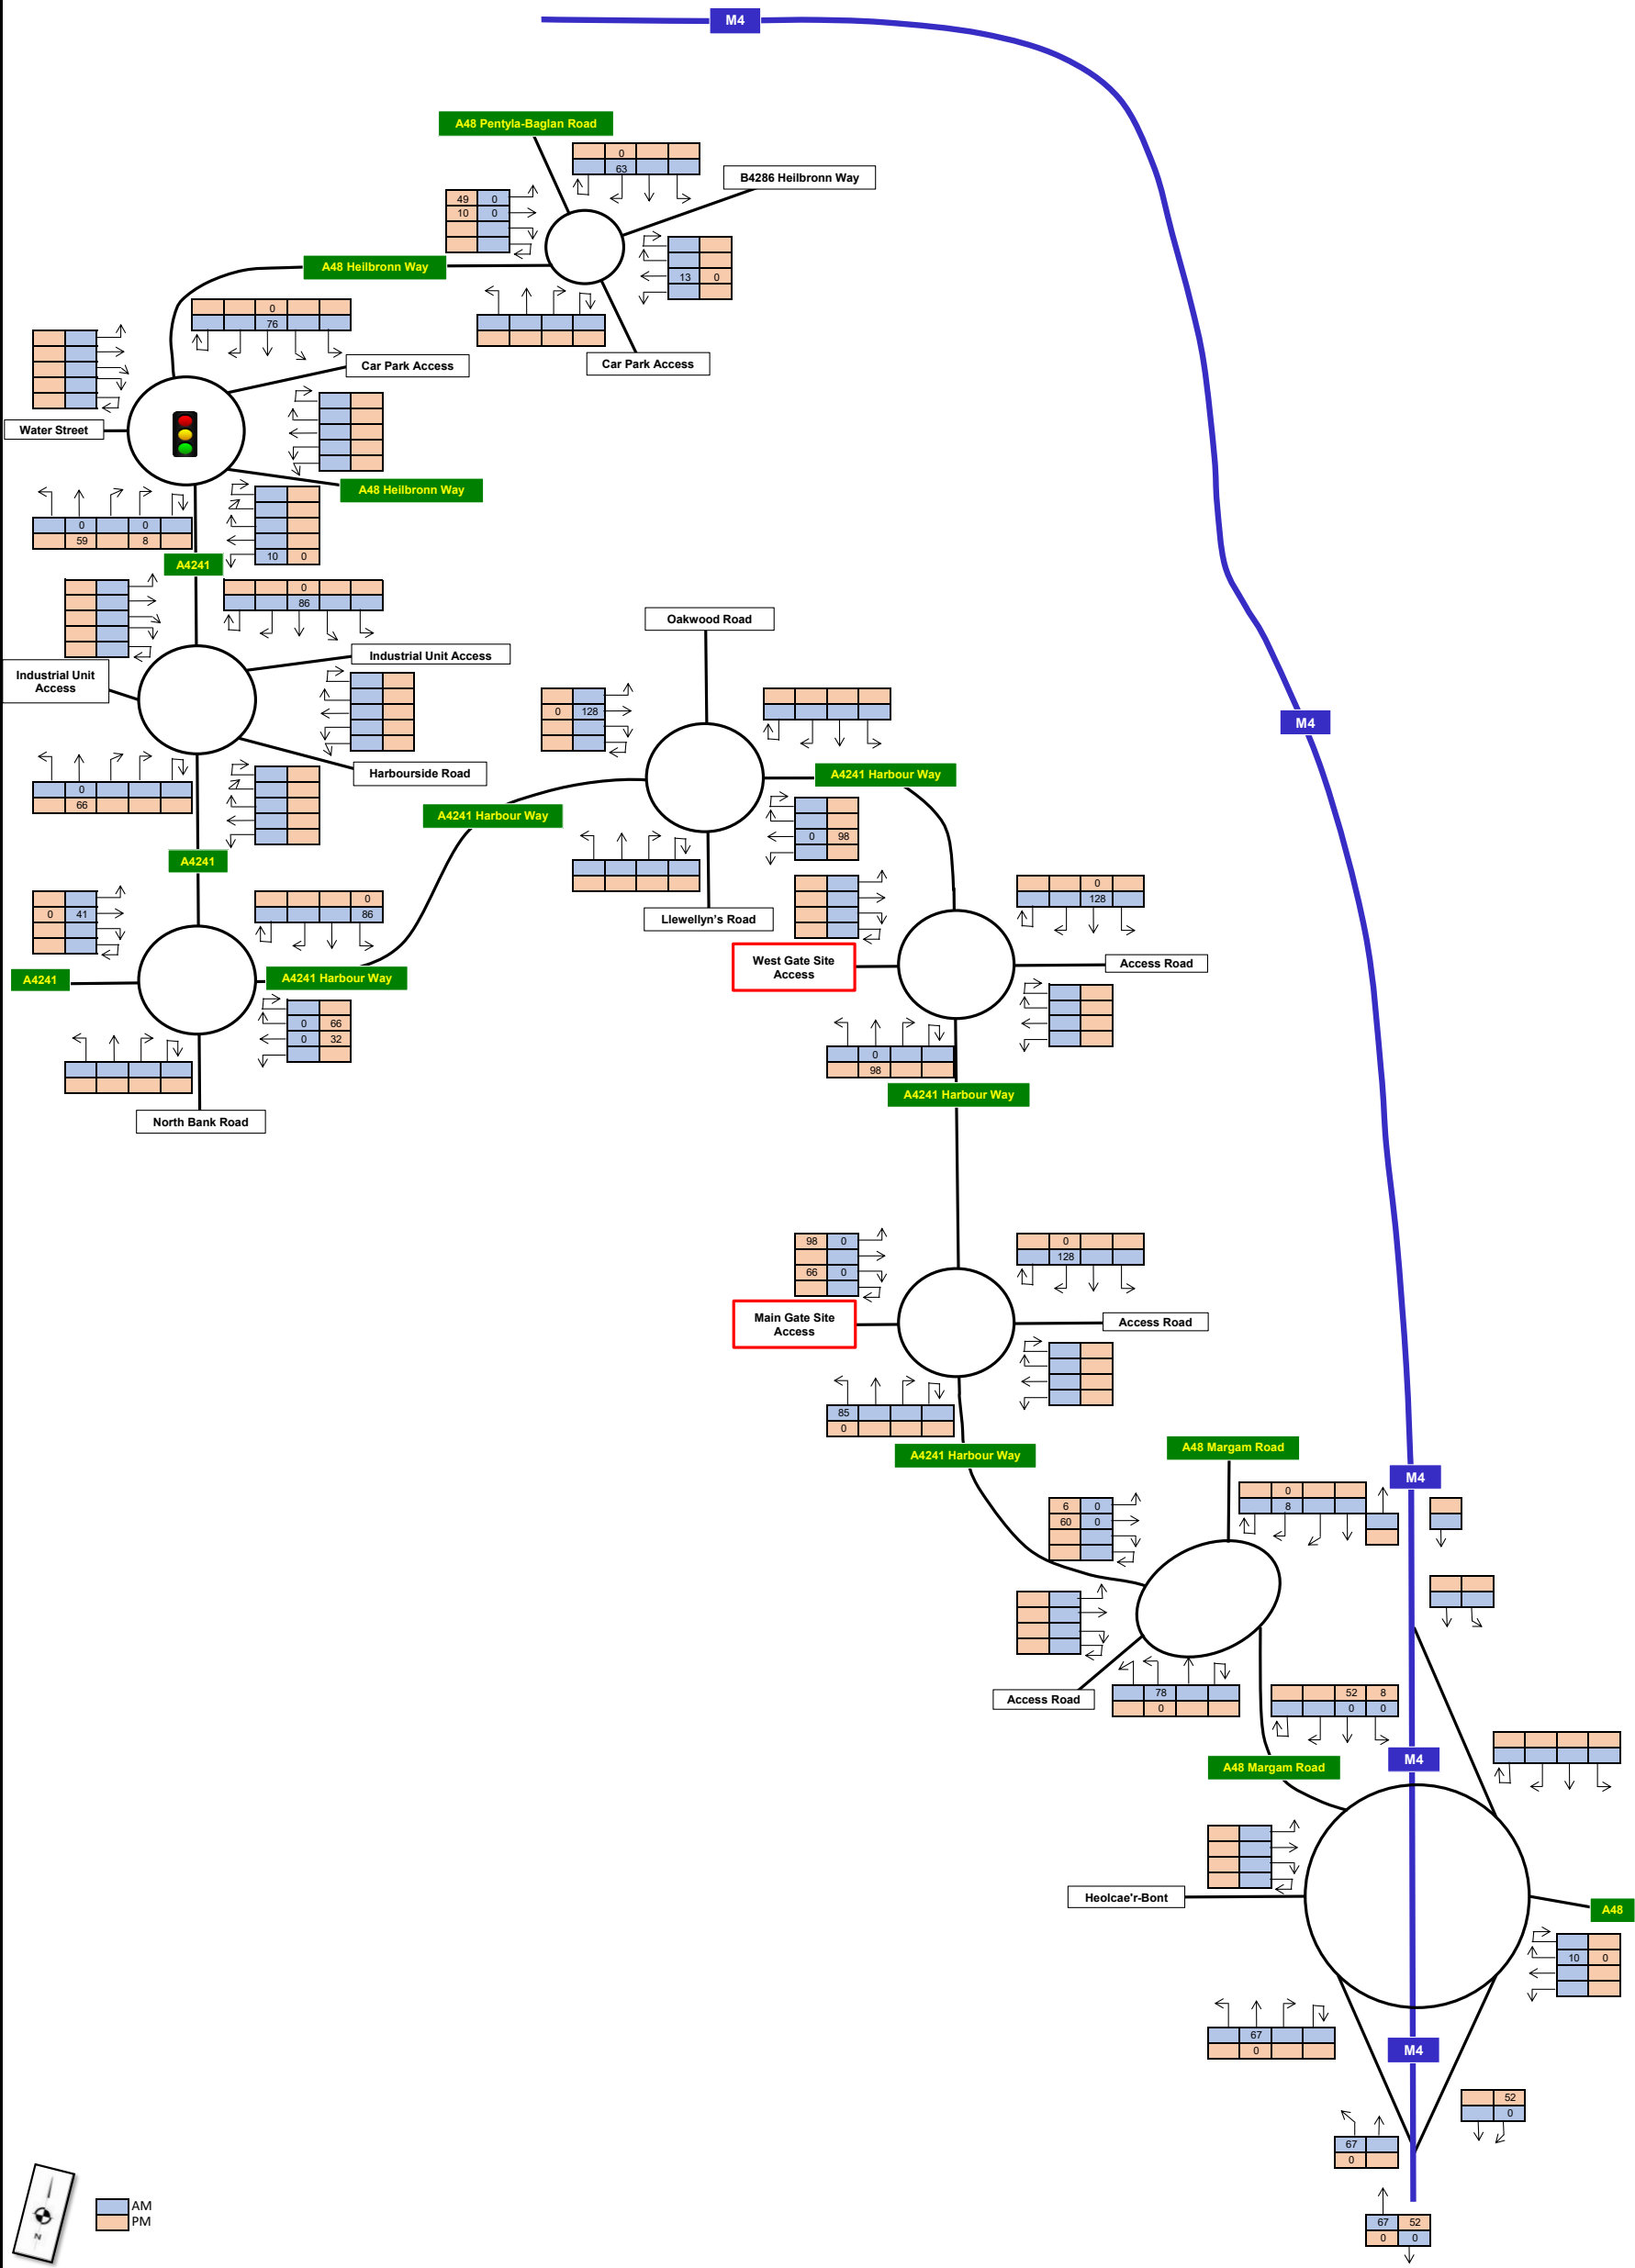 M4
A48 Pentyla-Baglan Road
0
63
B4286 Heilbronn Way
49 0
10 0
13 0
A48 Heilbronn Way
0
76
Car Park Access
Car Park Access
Water Street
A48 Heilbronn Way
0 0
59 8
10 0
A4241
0
86
Industrial Unit
Access
Industrial Unit Access
Harbourside Road
0
66
A4241
Oakwood Road
0 128
A4241 Harbour Way
A4241 Harbour Way
0 98
Llewellyn's Road
M4
0 41
0
86
A4241
A4241 Harbour Way
0 66
0 32
North Bank Road
0
128
West Gate Site
Access
Access Road
0
98
A4241 Harbour Way
98 0
66 0
0
128
Main Gate Site
Access
Access Road
85
0
A4241 Harbour Way
A48 Margam Road
M4
0
8
6 0
60 0
Access Road
78
0
52 8
0 0
A48 Margam Road
M4
Heolcae'r-Bont
A48
10 0
67
0
M4
52
0
67
0
67 52
0 0
N
AM
PM